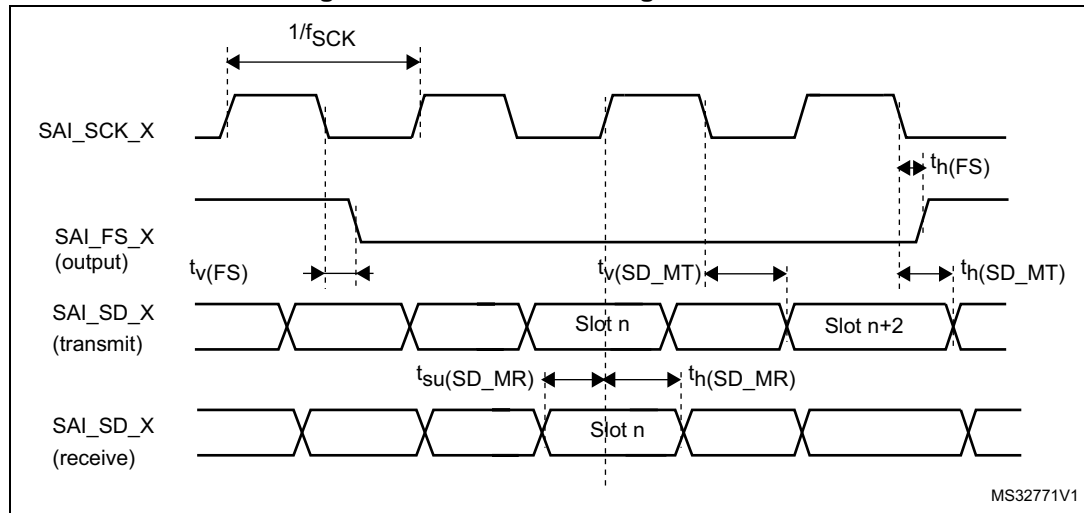 1/fSCK
SAI_SCK_X
th(FS)
SAI_FS_X
(output)
tv(FS)
tv(SD_MT)
th(SD_MT)
SAI_SD_X
(transmit)
Slot n
Slot n+2
tsu(SD_MR)
th(SD_MR)
SAI_SD_X
(receive)
Slot n
MS32771V1